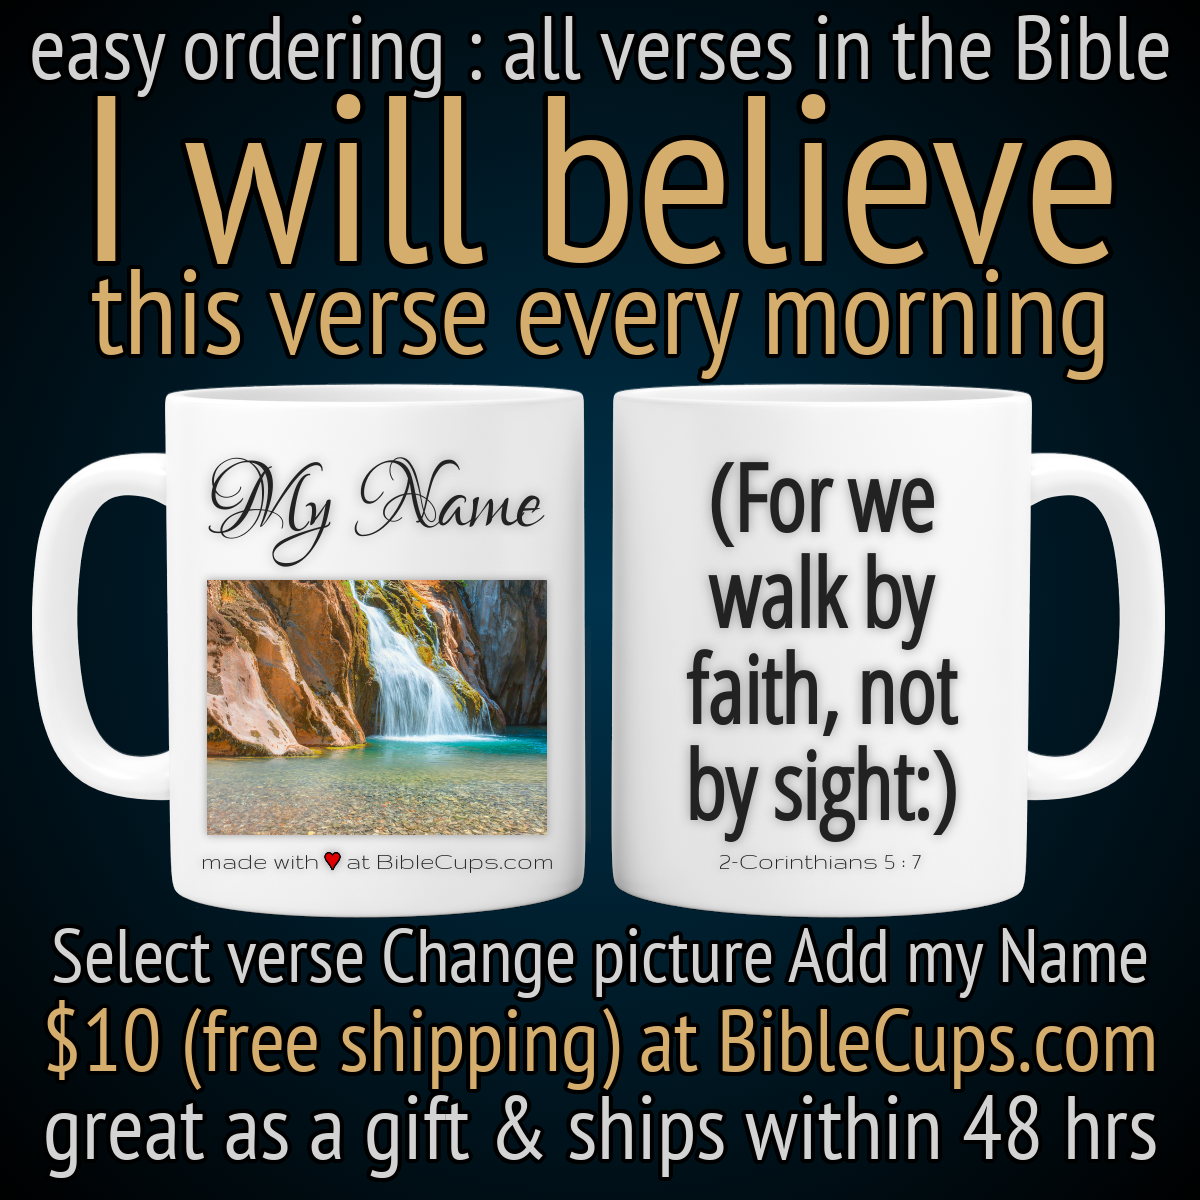 easy ordering : all verses in the Bible
I will believe
this verse every morning
My Name
made with ❤ at BibleCups.com
(For we
walk by
faith, not
by sight:)
2-Corinthians 5 : 7
Select verse Change picture Add my Name
$10 (free shipping) at BibleCups.com
great as a gift & ships within 48 hrs